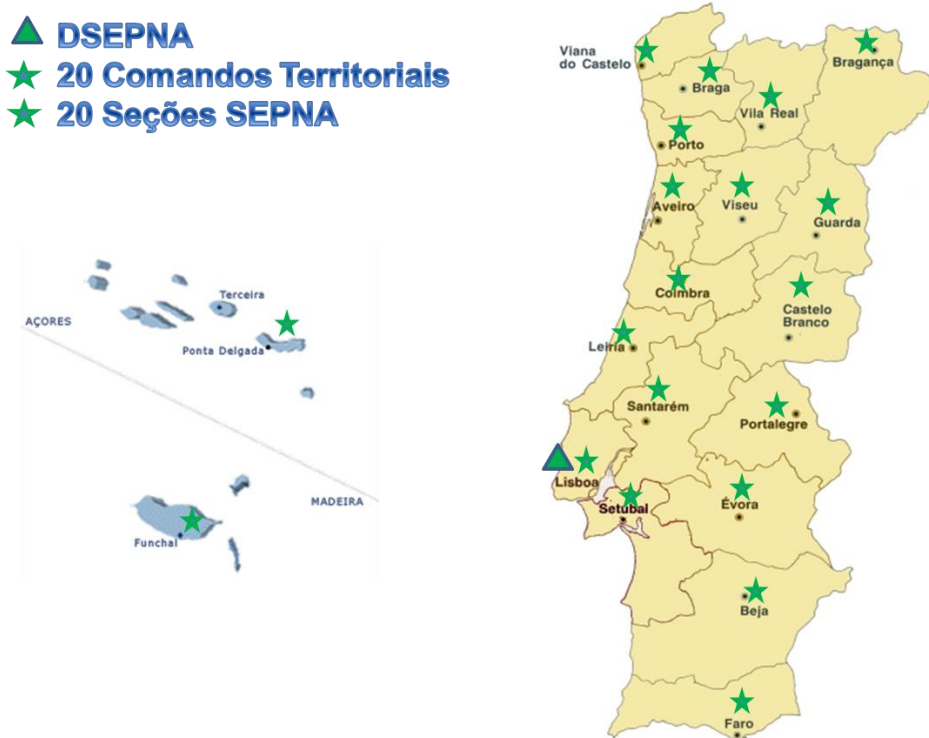 DSEPNA
20 Comandos Territoriais
20 Seções SEPNA
Viana
do Castelo
Bragança
Braga
Vila Real
Porto
Aveiro
Viseu
Guarda
Coimbra
Castelo
Branco
Leiria
Santarém
Portalegre
Lisboa
Setúbal
Évora
Beja
Faro
Terceira
AÇORES
Ponta Delgada
MADEIRA
Funchal